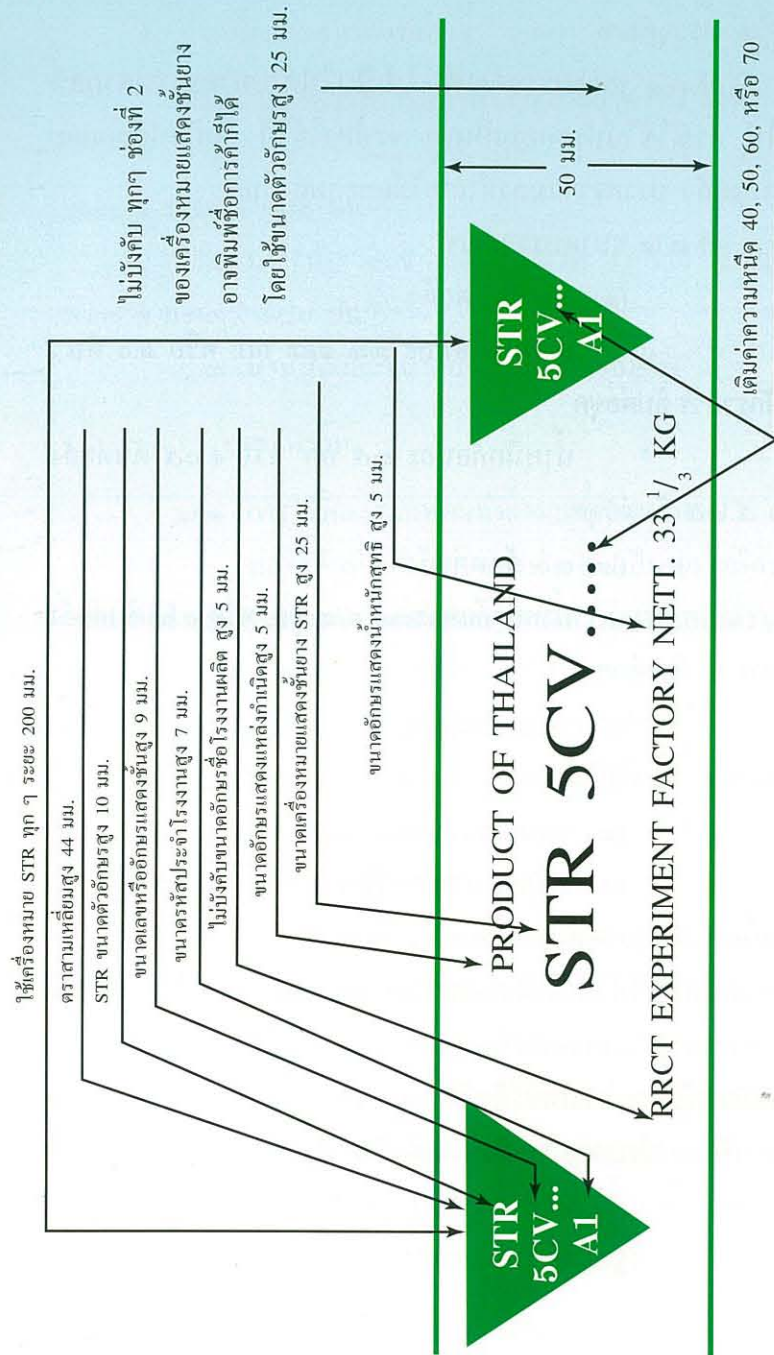 ใช้เครื่องหมาย STR ทุก ๆ ระยะ 200 มม.
ตราสามเหลี่ยมสูง 44 มม.
STR ขนาดตัวอักษรสูง 10 มม.
ขนาดเลขหรืออักษรแสดงชั้นสูง 9 มม.
ขนาดรหัสประจำโรงงานสูง 7 มม.
ไม่บังคับขนาดอักษรชื่อโรงงานผลิต สูง 5 มม.
ขนาดอักษรแสดงแหล่งกำเนิดสูง 5 มม.
ขนาดเครื่องหมายแสดงชั้นยาง STR สูง 25 มม.
ขนาดอักษรแสดงน้ำหนักสุทธิ สูง 5 มม.
ไม่บังคับ ทุกๆ ช่องที่ 2
ของเครื่องหมายแสดงชั้นยาง
อาจพิมพ์ชื่อการค้าก็ได้
โดยใช้ขนาดตัวอักษรสูง 25 มม.
STR
5CV...
A1
PRODUCT OF THAILAND
STR 5CV.....
RRCT EXPERIMENT FACTORY NETT. 33 1/3 KG
STR
5CV...
A1
50 มม.
เติมค่าความหนืด 40, 50, 60, หรือ 70